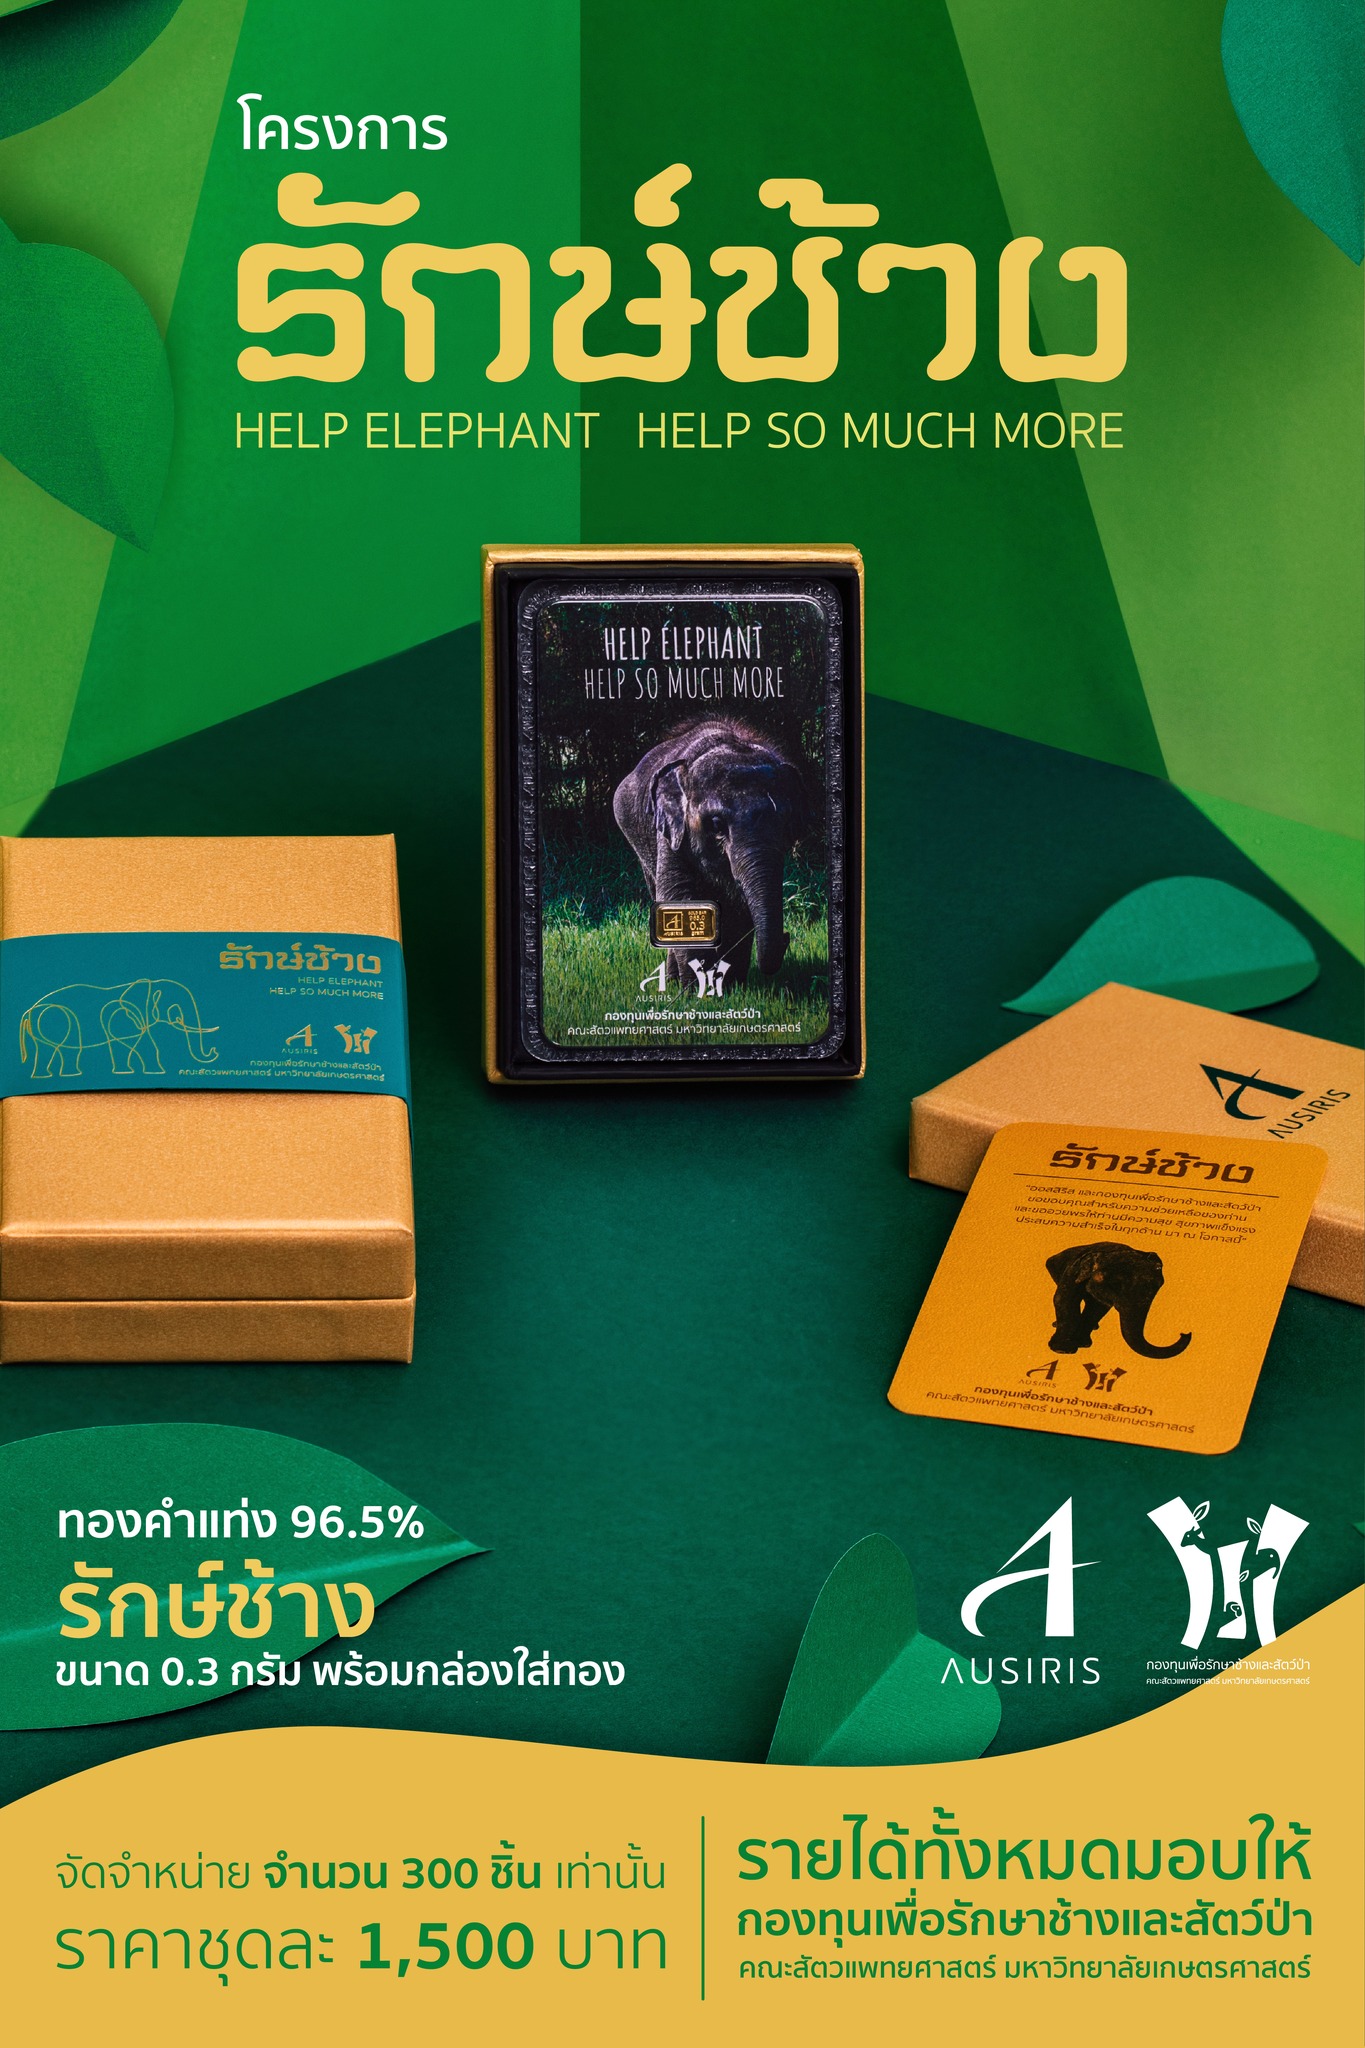 โครงการ
รักษ์ช้าง
HELP ELEPHANT HELP SO MUCH MORE
HELP ELEPHANT
HELP SO MUCH MORE
GOLD BAR
965.0
0.3
gram
AUSIRIS
AUSIRIS
กองทุนเพื่อรักษาช้างและสัตว์ป่า
คณะสัตวแพทยศาสตร์ มหาวิทยาลัยเกษตรศาสตร์
รักษ์ช้าง
HELP ELEPHANT
HELP SO MUCH MORE
AUSIRIS
กองทุนเพื่อรักษาช้างและสัตว์ป่า
คณะสัตวแพทยศาสตร์ มหาวิทยาลัยเกษตรศาสตร์
AUSIRIS
รักษ์ช้าง
"ออสสิริส และกองทุนเพื่อรักษาช้างและสัตว์ป่า
ขอขอบคุณสำหรับความช่วยเหลือของท่าน
และขออวยพรให้ท่านมีความสุข สุขภาพแข็งแรง
ประสบความสำเร็จในทุกด้าน มา ณ โอกาสนี้"
AUSIRIS
กองทุนเพื่อรักษาช้างและสัตว์ป่า
คณะสัตวแพทยศาสตร์ มหาวิทยาลัยเกษตรศาสตร์
ทองคำแท่ง 96.5%
รักษ์ช้าง
ขนาด 0.3 กรัม พร้อมกล่องใส่ทอง
AUSIRIS
กองทุนเพื่อรักษาช้างและสัตว์ป่า
คณะสัตวแพทยศาสตร์ มหาวิทยาลัยเกษตรศาสตร์
จัดจำหน่าย จำนวน 300 ชิ้น เท่านั้น
ราคาชุดละ 1,500 บาท
รายได้ทั้งหมดมอบให้
กองทุนเพื่อรักษาช้างและสัตว์ป่า
คณะสัตวแพทยศาสตร์ มหาวิทยาลัยเกษตรศาสตร์